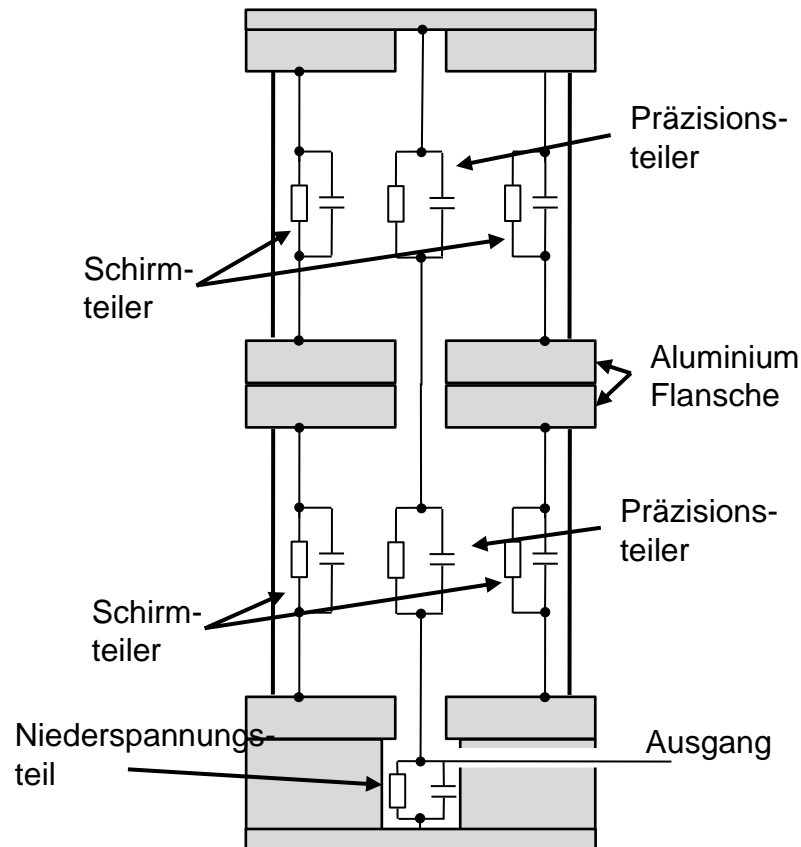 Präzisions-
teiler
Schirm-
teiler
Aluminium
Flansche
Präzisions-
teiler
Schirm-
teiler
Niederspannungs-
teil
Ausgang